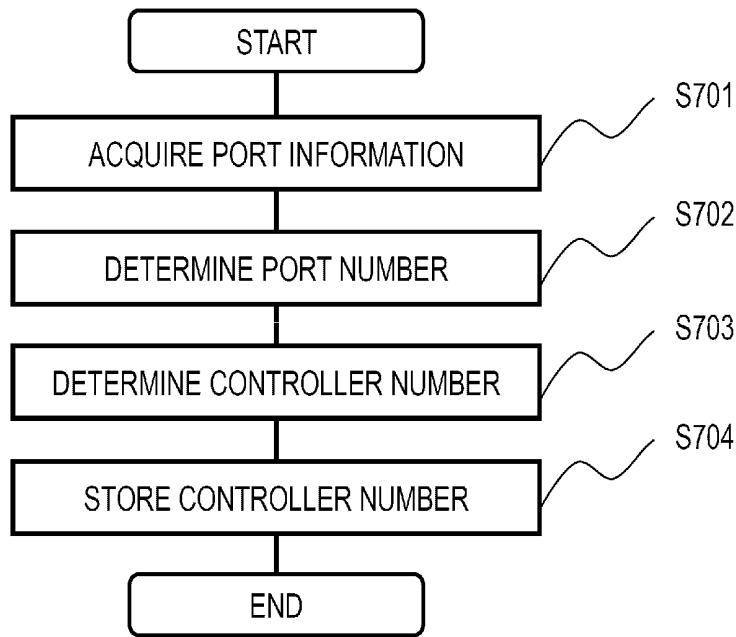 START
S701
ACQUIRE PORT INFORMATION
S702
DETERMINE PORT NUMBER
S703
DETERMINE CONTROLLER NUMBER
S704
STORE CONTROLLER NUMBER
END